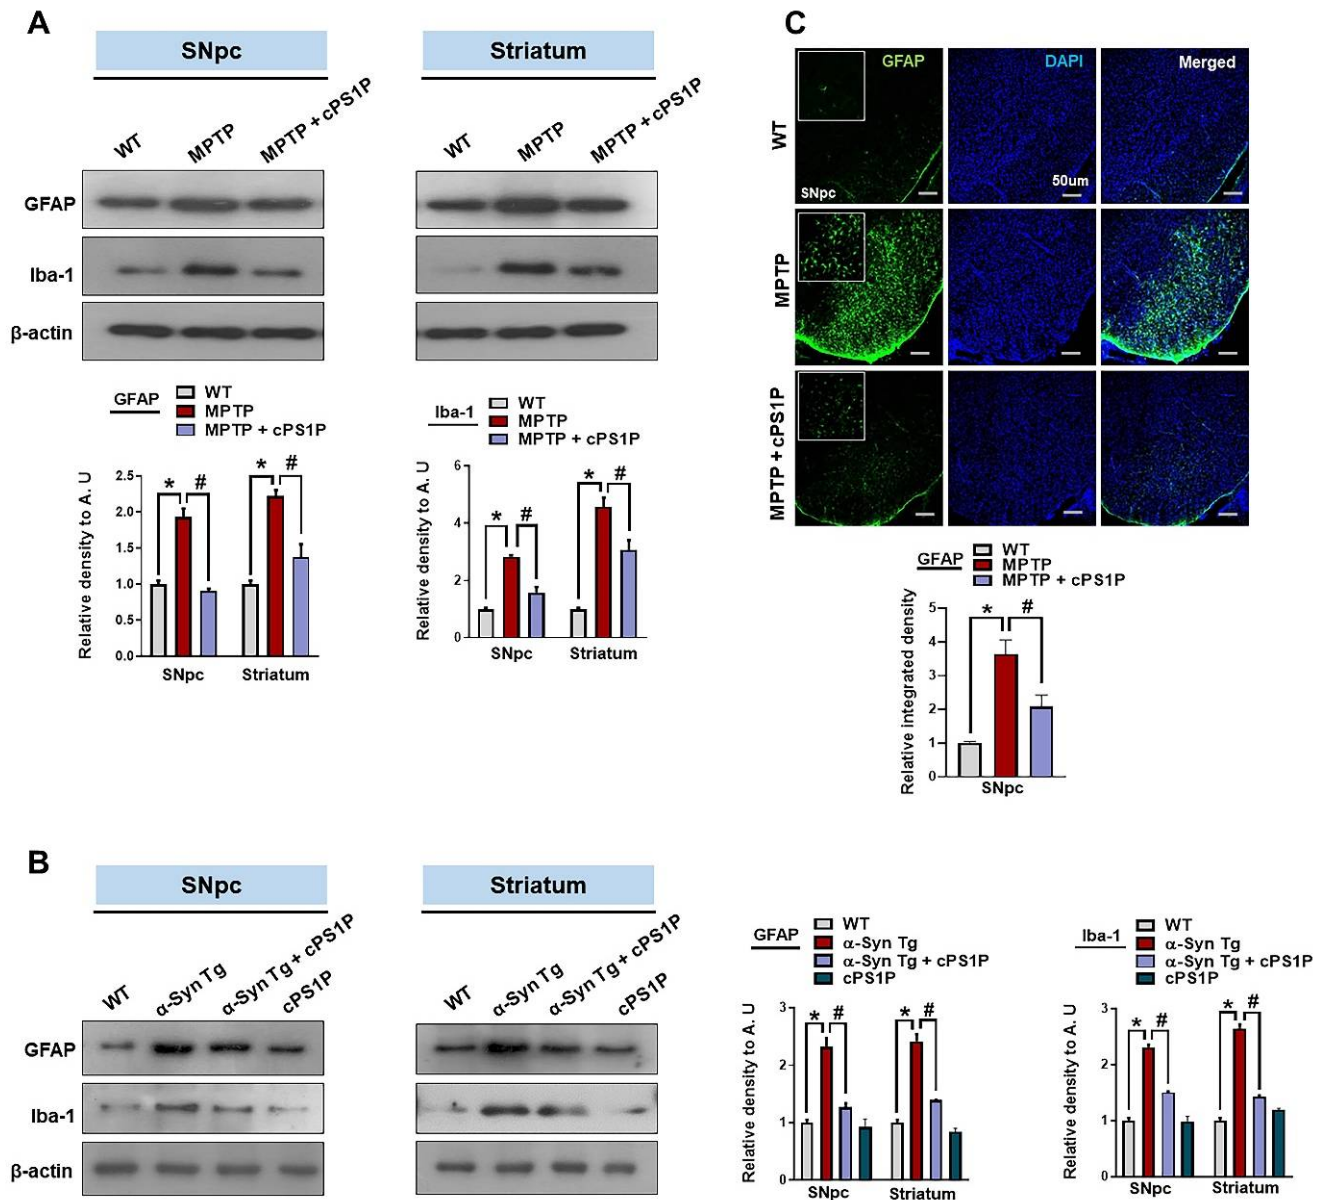 A
SNpc
Striatum
WT
MPTP
MPTP + cPS1P
WT
MPTP
MPTP + cPS1P
GFAP
Iba-1
β-actin
GFAP
WT
MPTP
MPTP + cPS1P
Relative density to A. U
2.5
2.0
1.5
1.0
0.5
0.0
* # * #
SNpc Striatum
Iba-1
WT
MPTP
MPTP + cPS1P
Relative density to A. U
6
4
2
0
* # * #
SNpc Striatum
C
GFAP DAPI Merged
WT
SNpc
50um
MPTP
MPTP + cPS1P
GFAP
WT
MPTP
MPTP + cPS1P
Relative integrated density
5
4
3
2
1
0
* #
SNpc
B
SNpc
Striatum
WT
α-Syn Tg
α-Syn Tg + cPS1P
cPS1P
WT
α-Syn Tg
α-Syn Tg + cPS1P
cPS1P
GFAP
Iba-1
β-actin
GFAP
WT
α-Syn Tg
α-Syn Tg + cPS1P
cPS1P
Relative density to A. U
3
2
1
0
* # * #
SNpc Striatum
Iba-1
WT
α-Syn Tg
α-Syn Tg + cPS1P
cPS1P
Relative density to A. U
3
2
1
0
* # * #
SNpc Striatum